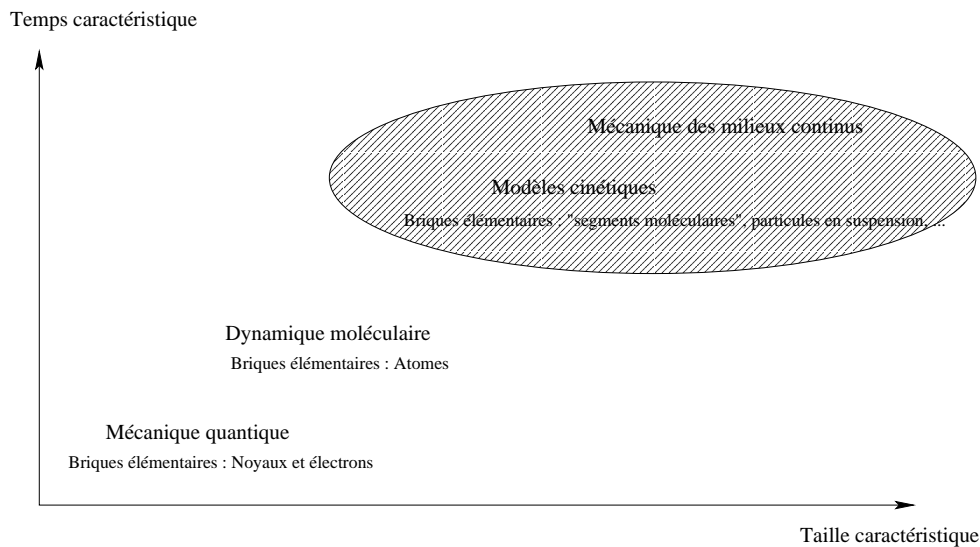 Temps caractéristique
Mécanique des milieux continus
Modèles cinétiques
Briques élémentaires : "segments moléculaires", particules en suspension, ...
Dynamique moléculaire
Briques élémentaires : Atomes
Mécanique quantique
Briques élémentaires : Noyaux et électrons
Taille caractéristique